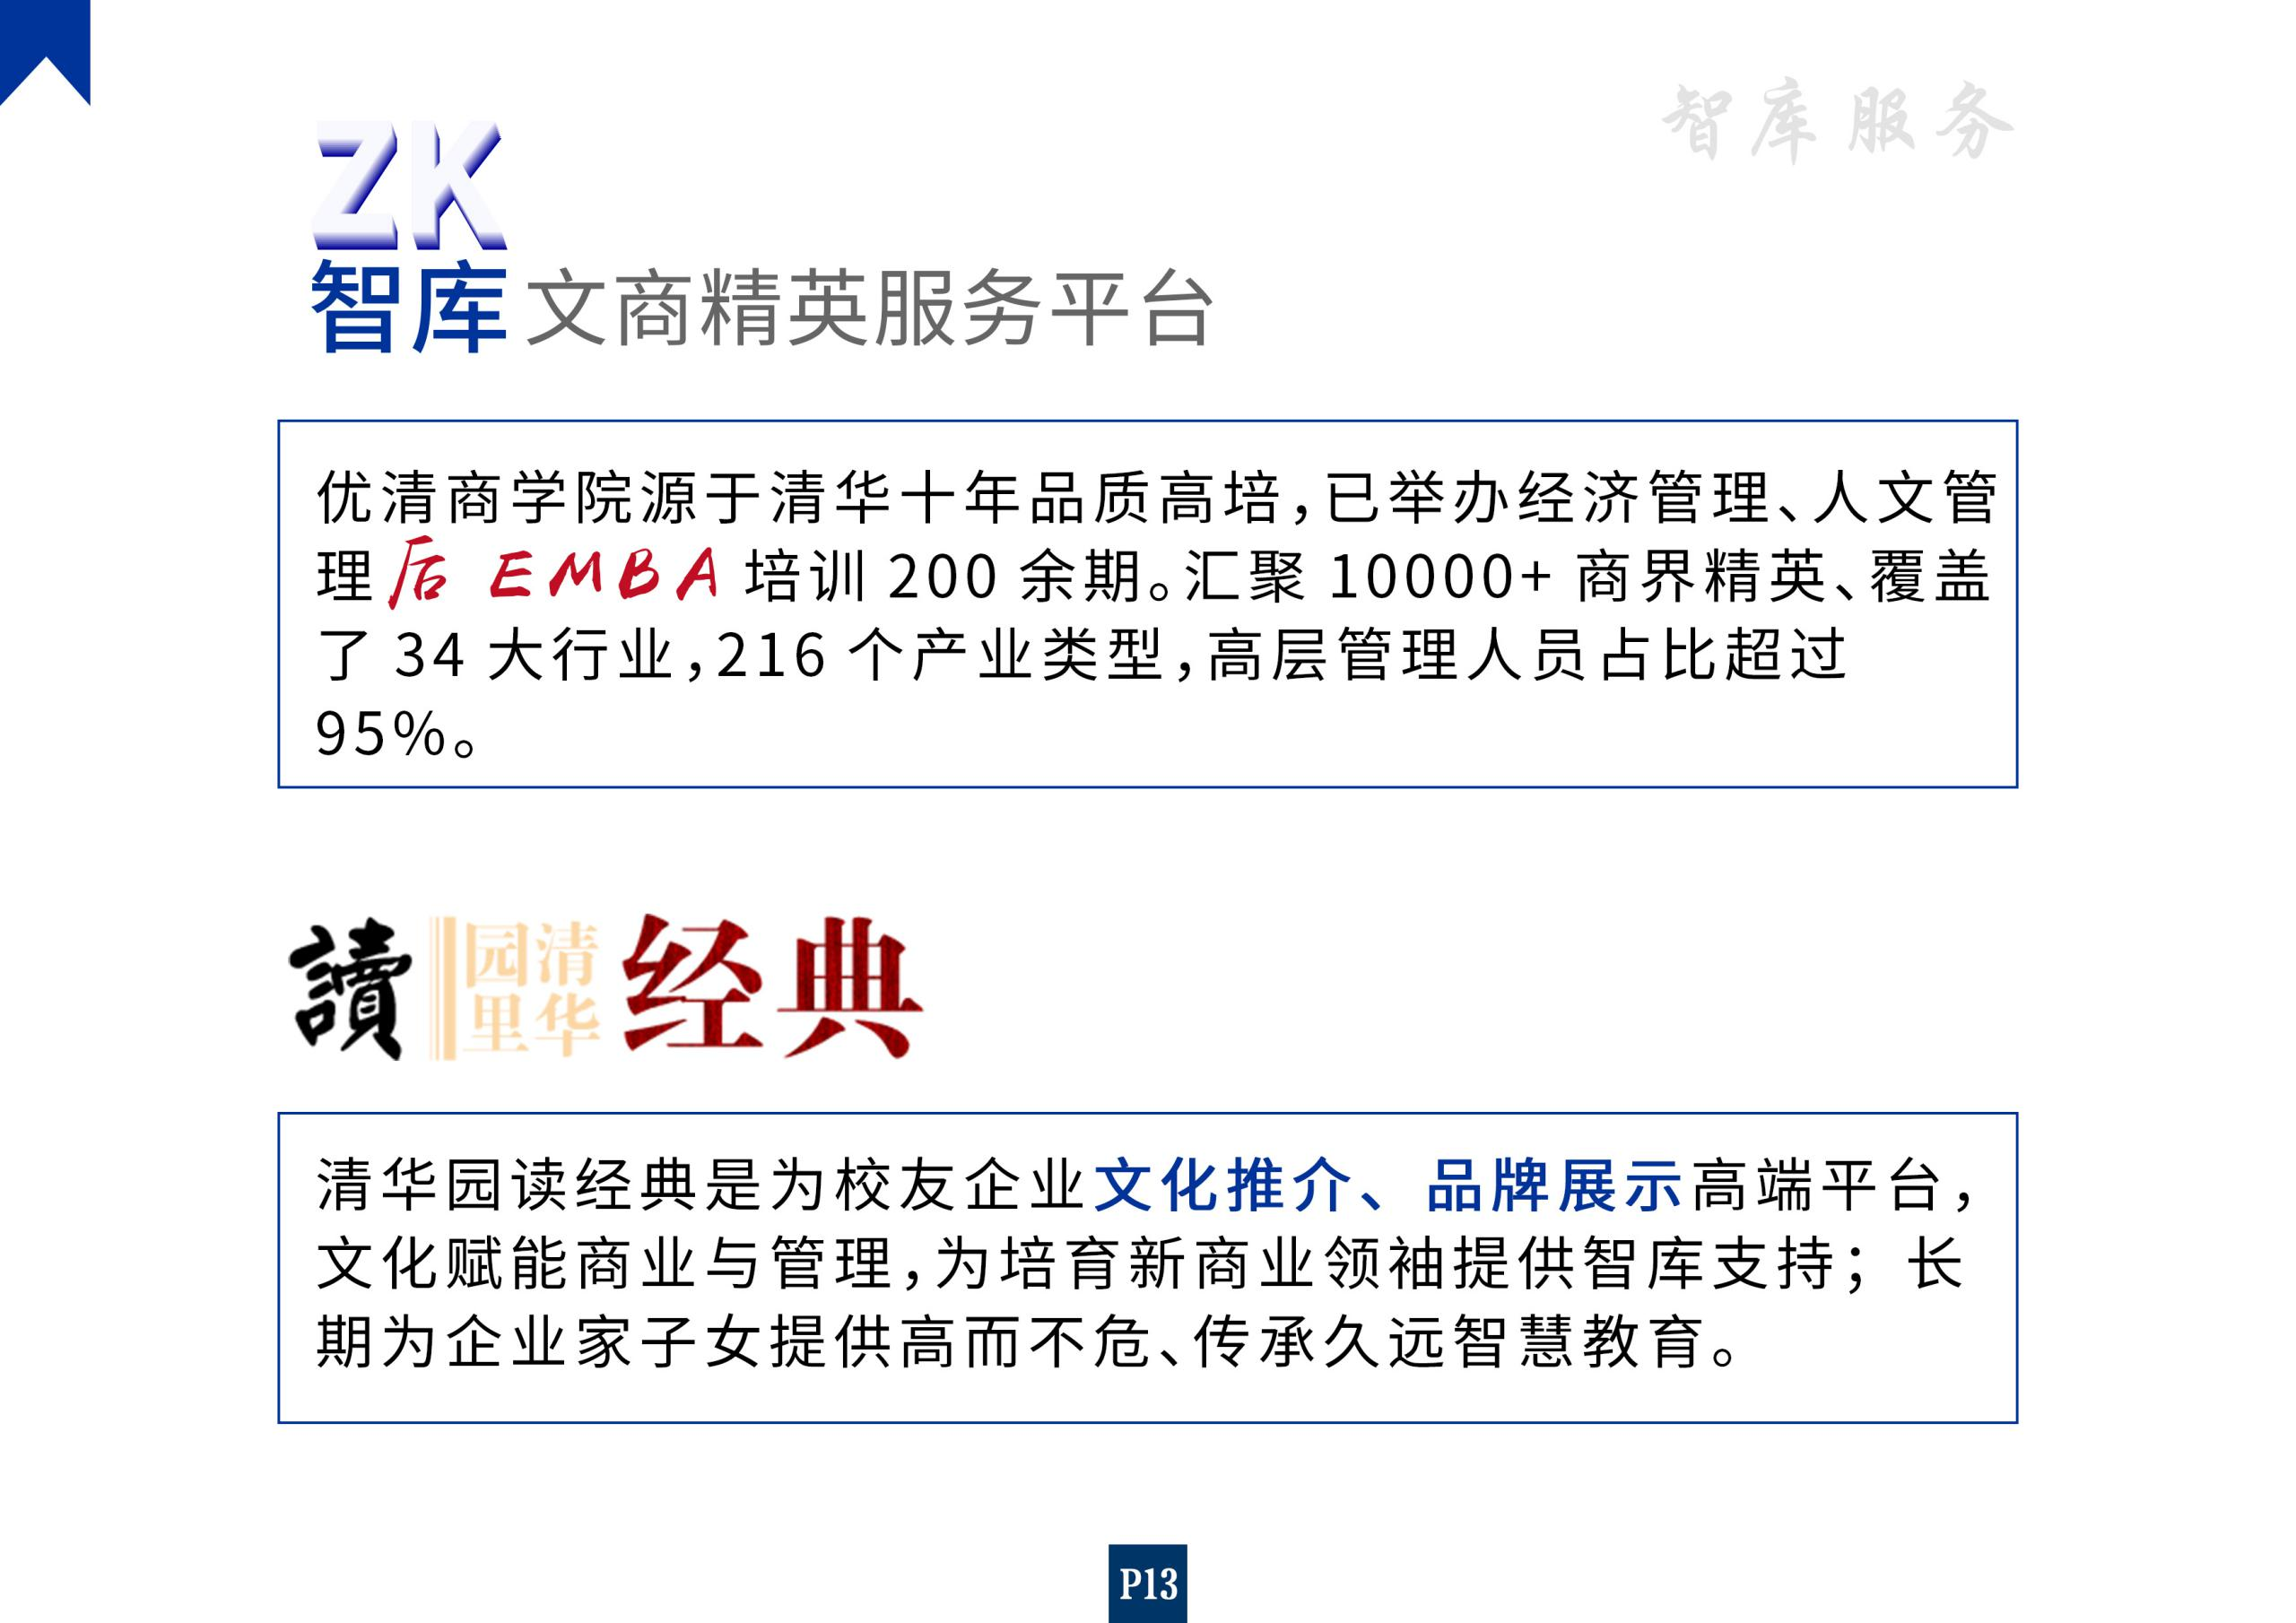 智库服务
ZK
智库 文商精英服务平台
优清商学院源于清华十年品质高培，已举办经济管理、人文管
理后 EMBA 培训 200 余期。汇聚 10000+ 商界精英、覆盖
了 34 大行业，216 个产业类型，高层管理人员占比超过
95%。
讀 清华园里 经典
清华园读经典是为校友企业文化推介、品牌展示高端平台，
文化赋能商业与管理，为培育新商业领袖提供智库支持；长
期为企业家子女提供高而不危、传承久远智慧教育。
P13